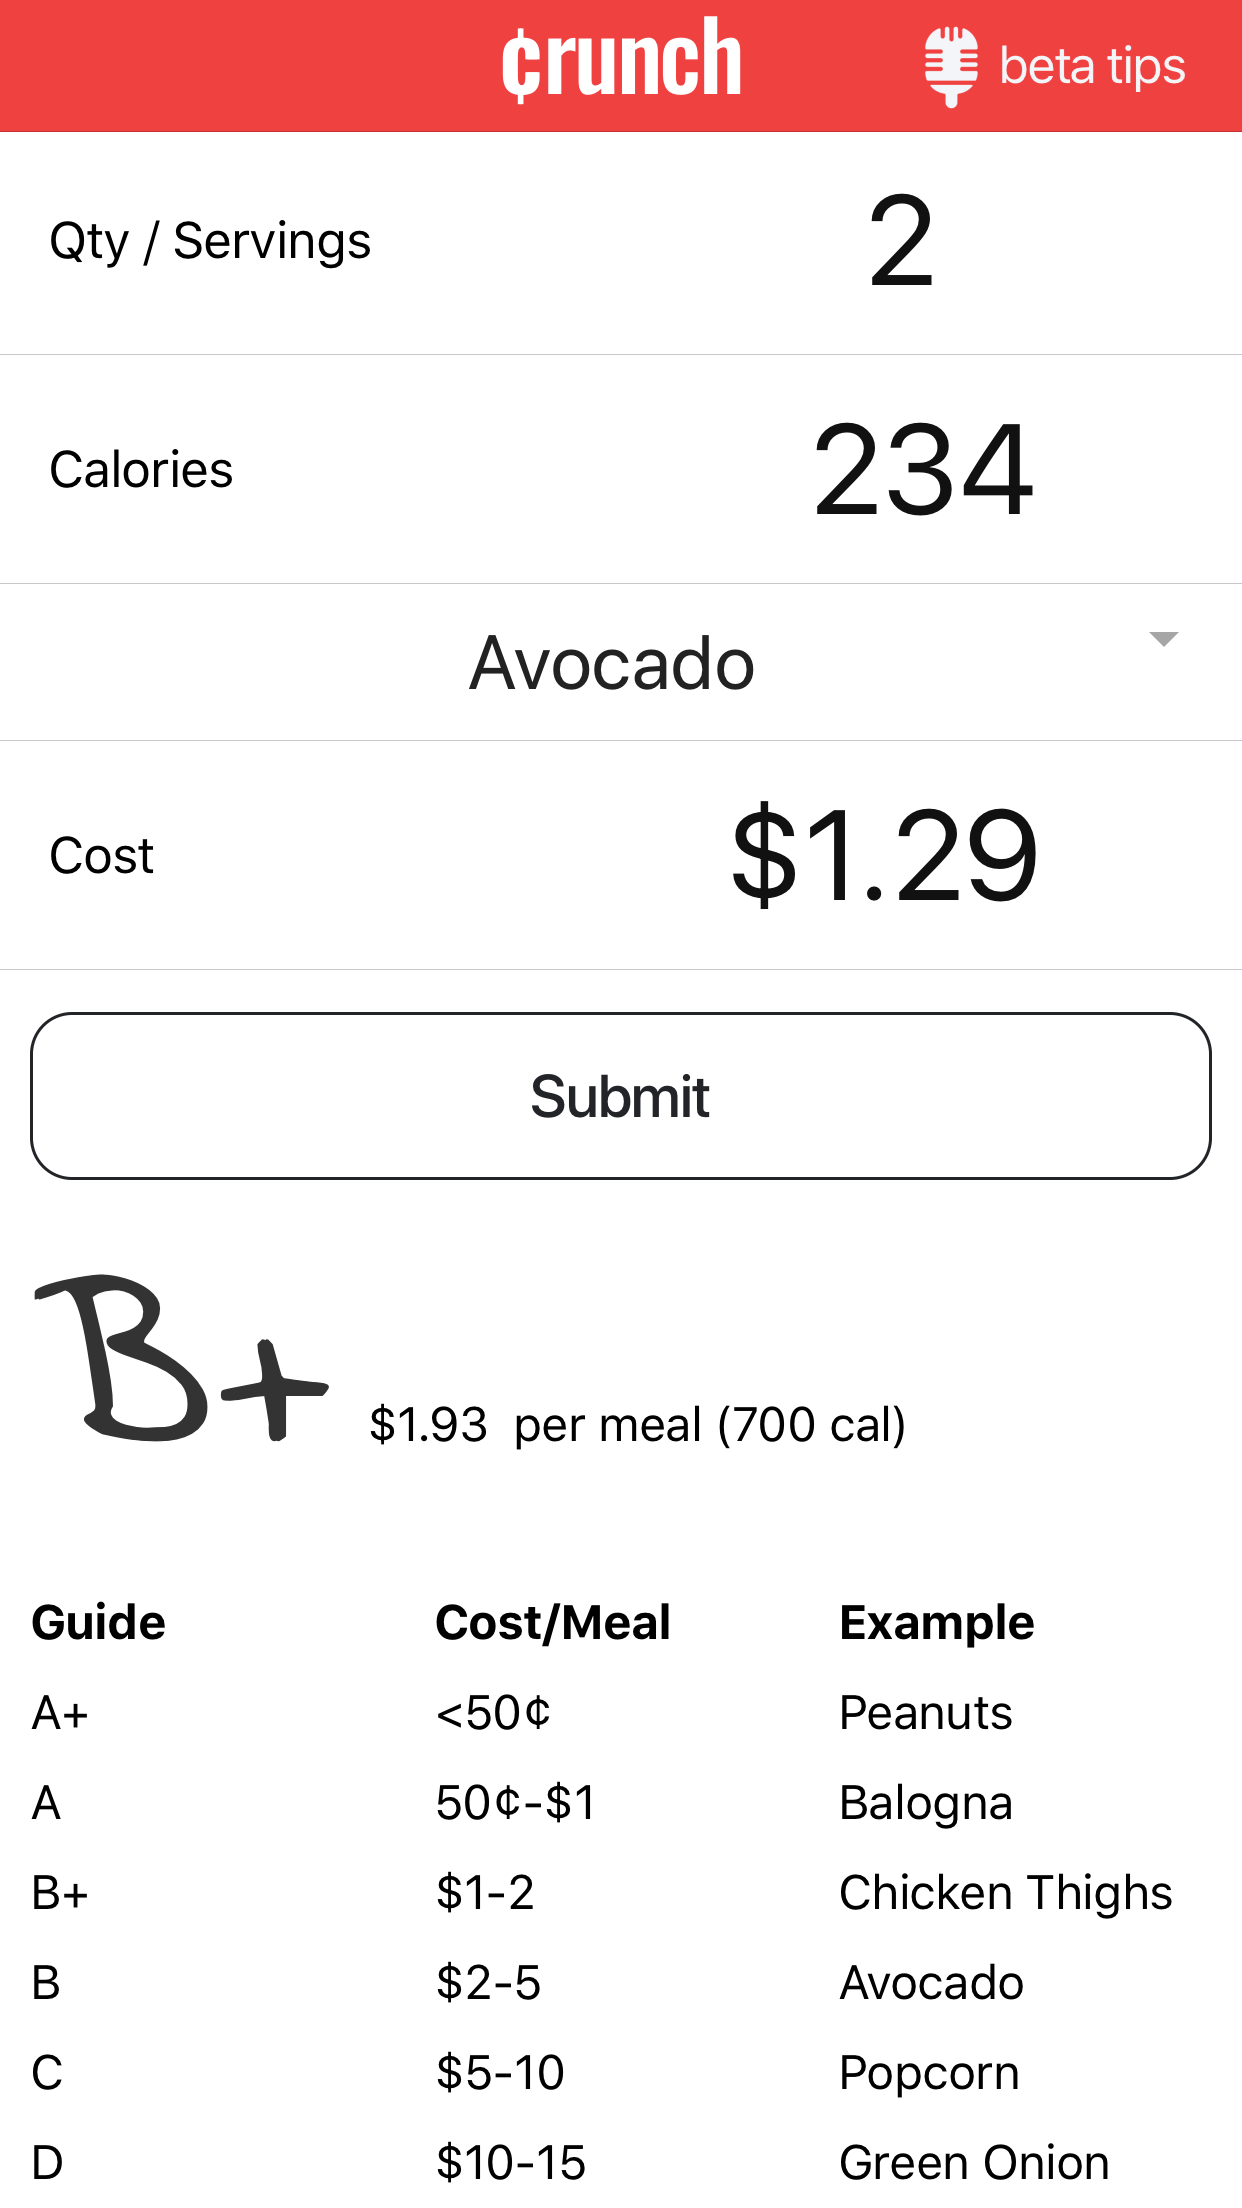 ¢runch
beta tips
Qty / Servings 2
Calories 234
Avocado
Cost $1.29
Submit
B+ $1.93 per meal (700 cal)
Guide Cost/Meal Example
A+ <50¢ Peanuts
A 50¢-$1 Balogna
B+ $1-2 Chicken Thighs
B $2-5 Avocado
C $5-10 Popcorn
D $10-15 Green Onion